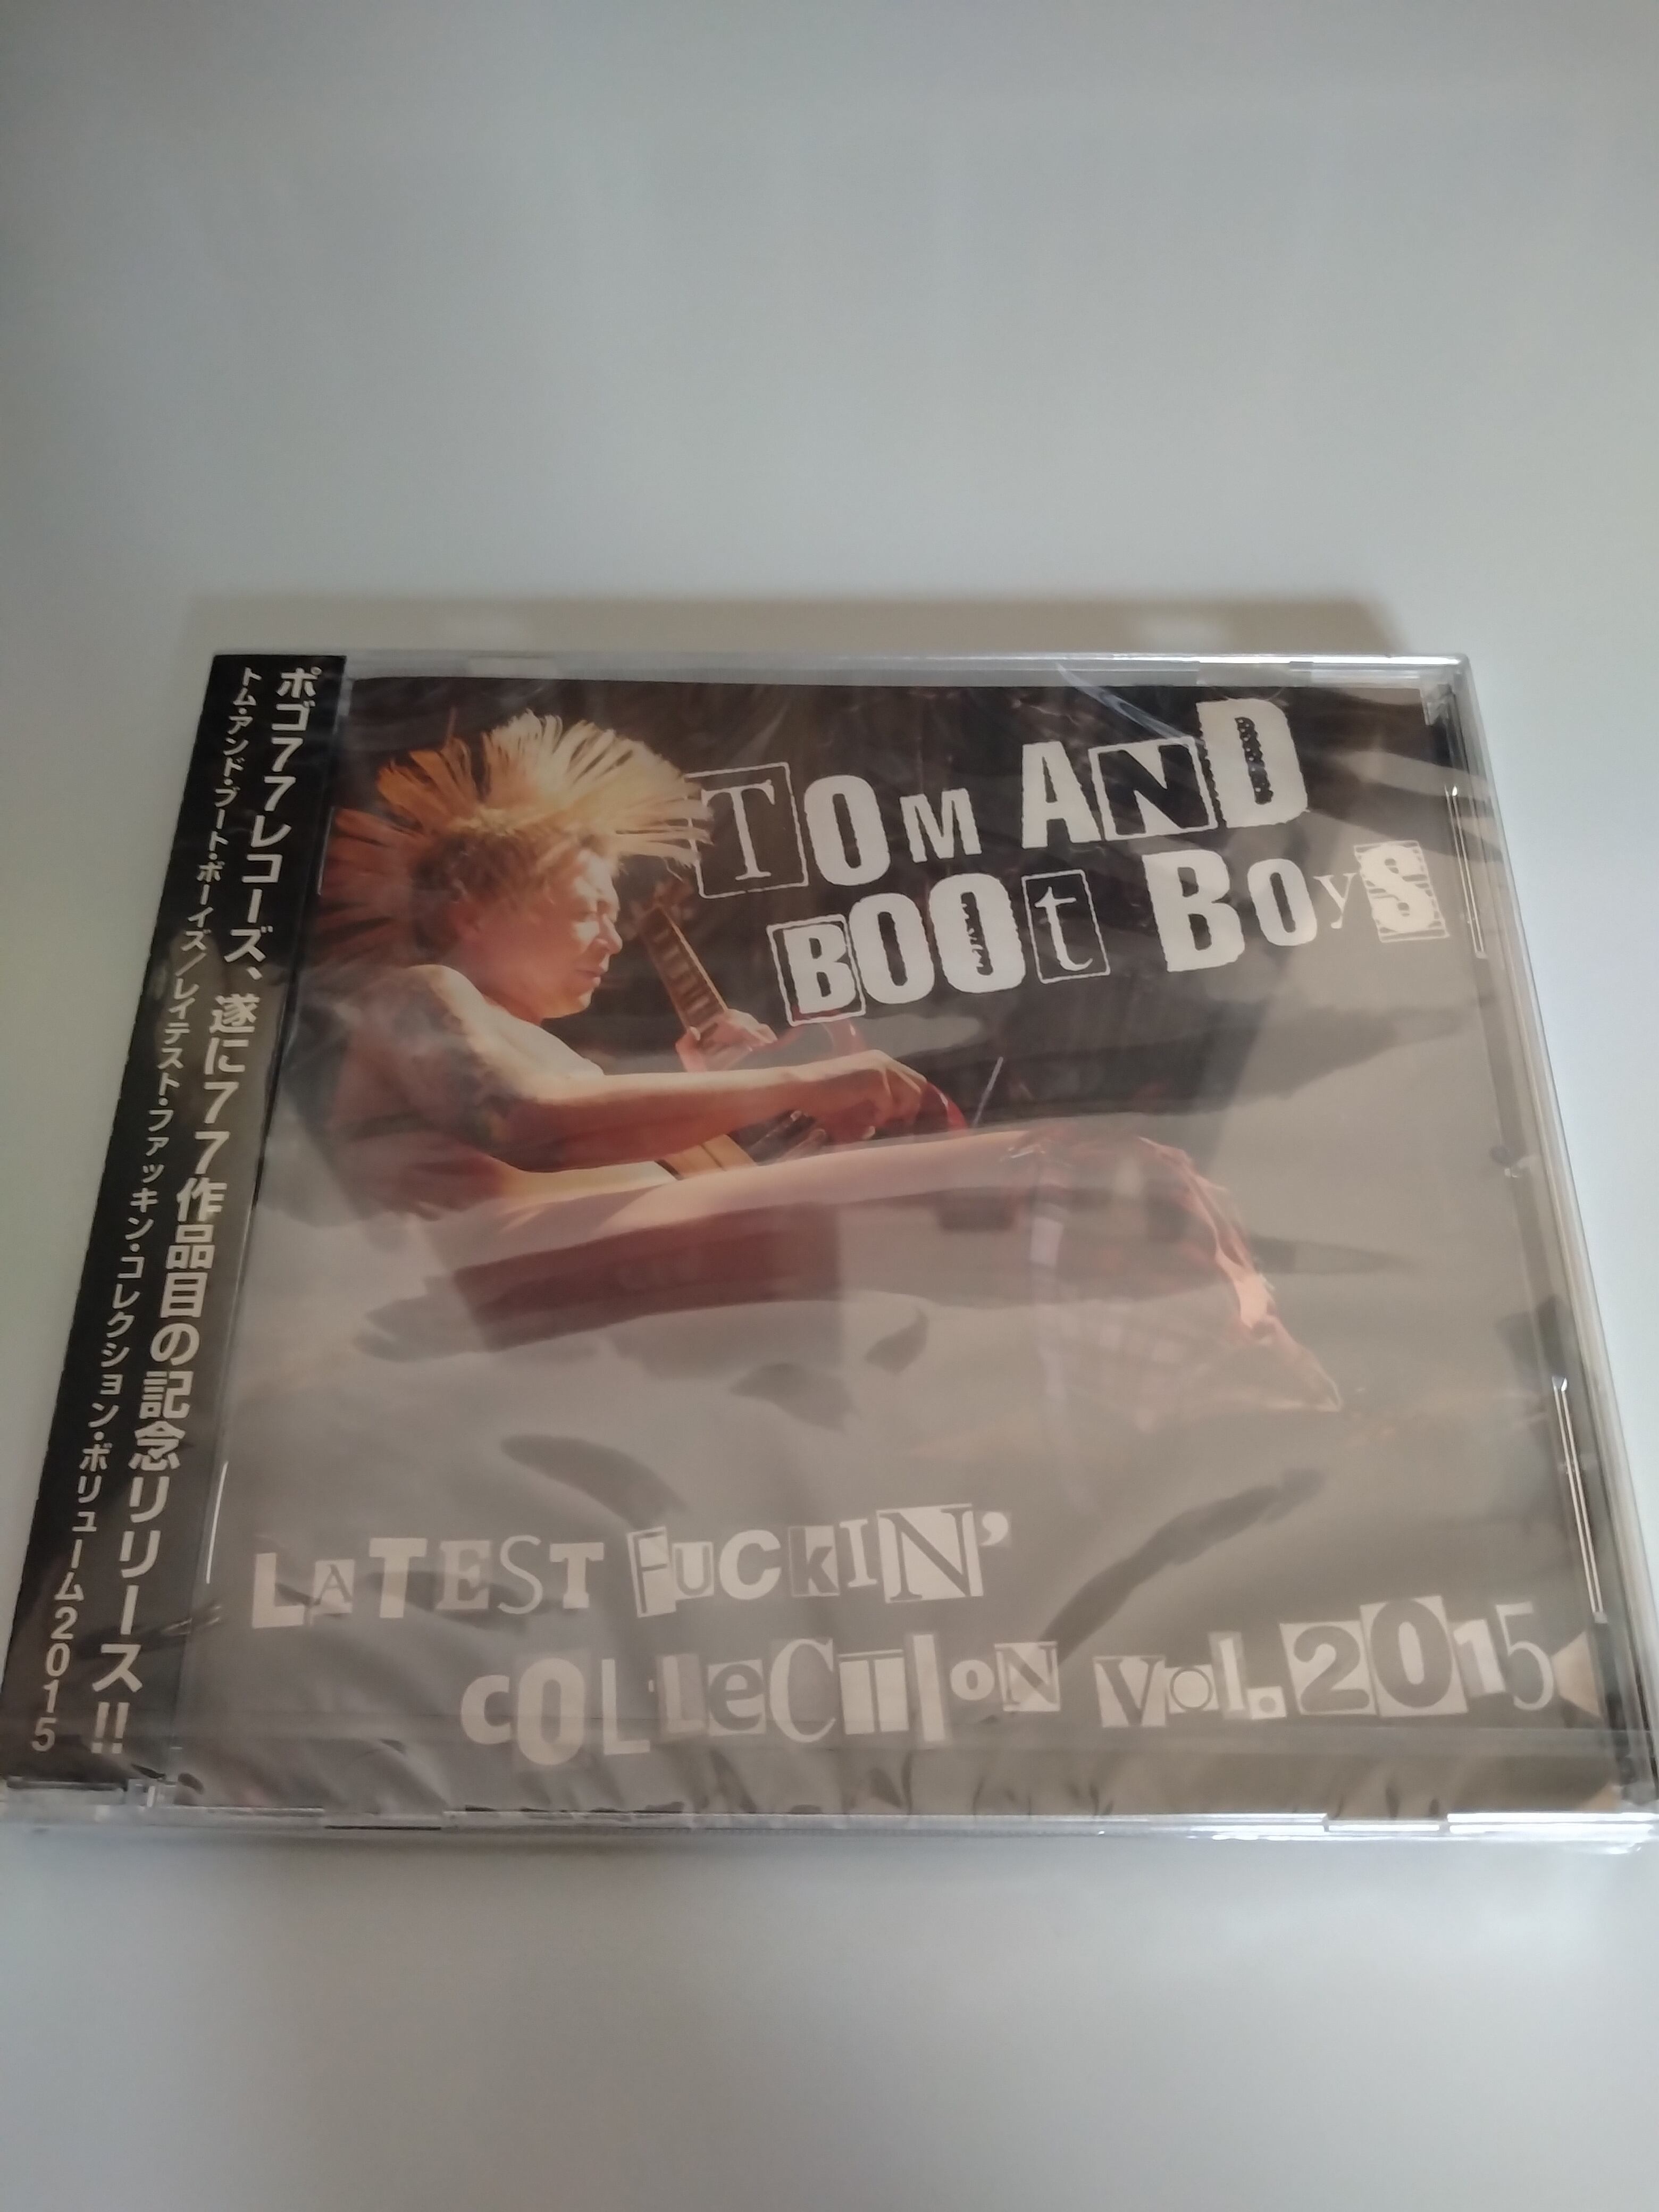 ポゴ77レコーズ、遂に77作品目の記念リリース!!
トム・アンド・ブート・ボーイズ/レイテスト・ファッキン・コレクション・ボリューム2015
TOM AND
BOOt BOyS
LATEST FUCKIN'
COLLeCTION Vol.2015